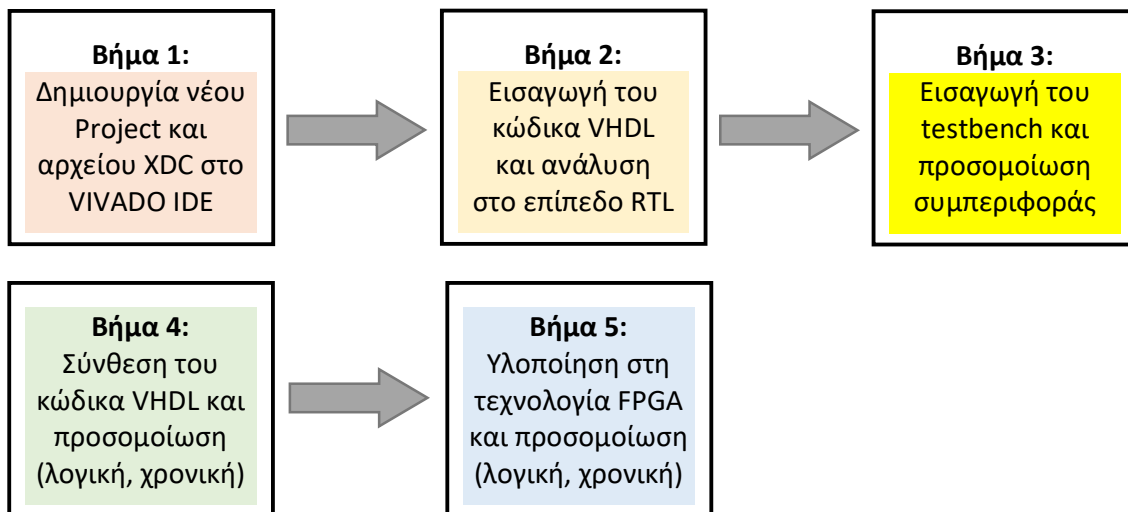 Βήμα 1:
Δημιουργία νέου
Project και
αρχείου XDC στο
VIVADO IDE
Βήμα 2:
Εισαγωγή του
κώδικα VHDL
και ανάλυση
στο επίπεδο RTL
Βήμα 3:
Εισαγωγή του
testbench και
προσομοίωση
συμπεριφοράς
Βήμα 4:
Σύνθεση του
κώδικα VHDL και
προσομοίωση
(λογική, χρονική)
Βήμα 5:
Υλοποίηση στη
τεχνολογία FPGA
και προσομοίωση
(λογική, χρονική)